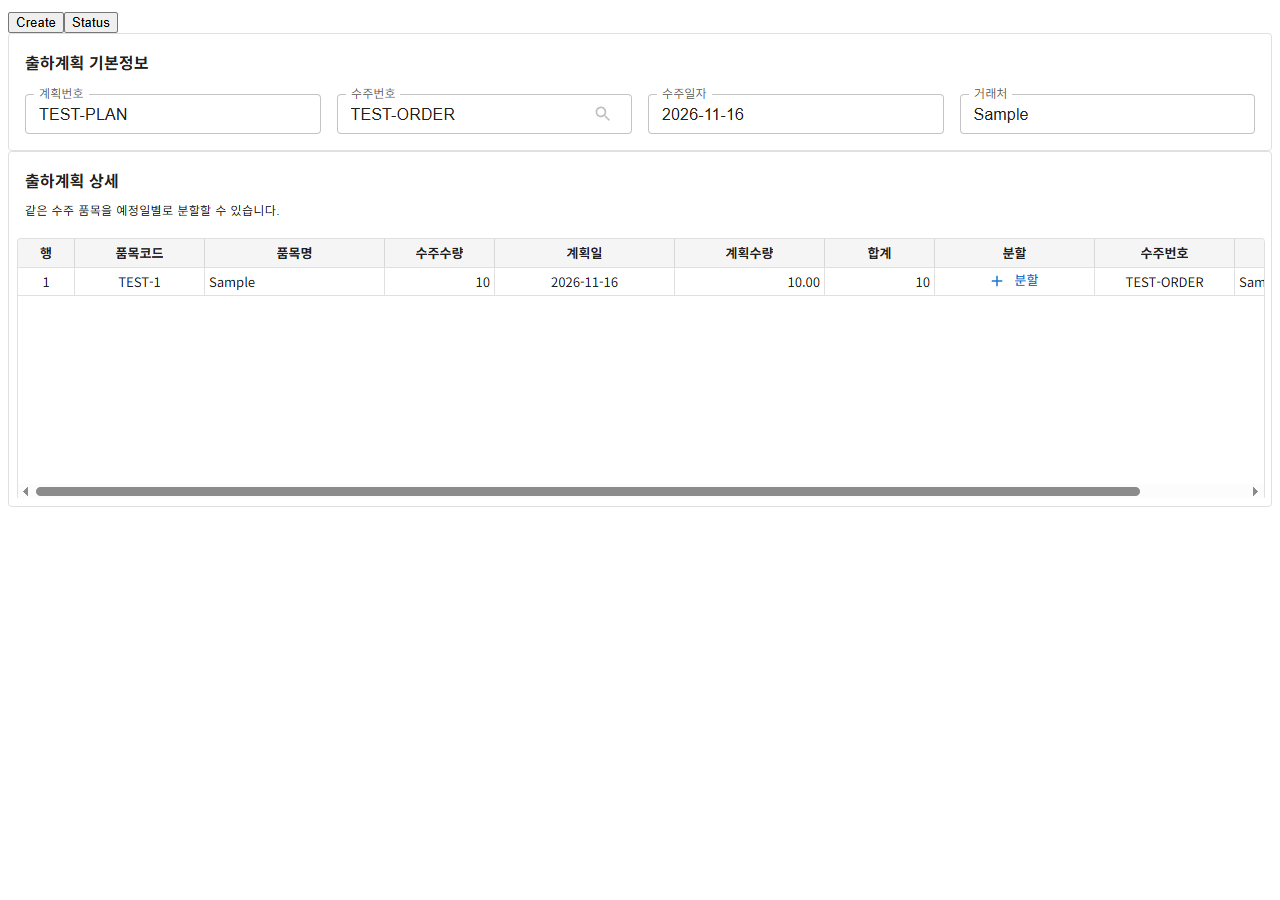 Create Status
출하계획 기본정보
계획번호 수주번호 수주일자 거래처
TEST-PLAN TEST-ORDER 2026-11-16 Sample
출하계획 상세
같은 수주 품목을 예정일별로 분할할 수 있습니다.
행 품목코드 품목명 수주수량 계획일 계획수량 합계 분할 수주번호
1 TEST-1 Sample 10 2026-11-16 10.00 10 + 분할 TEST-ORDER Sam